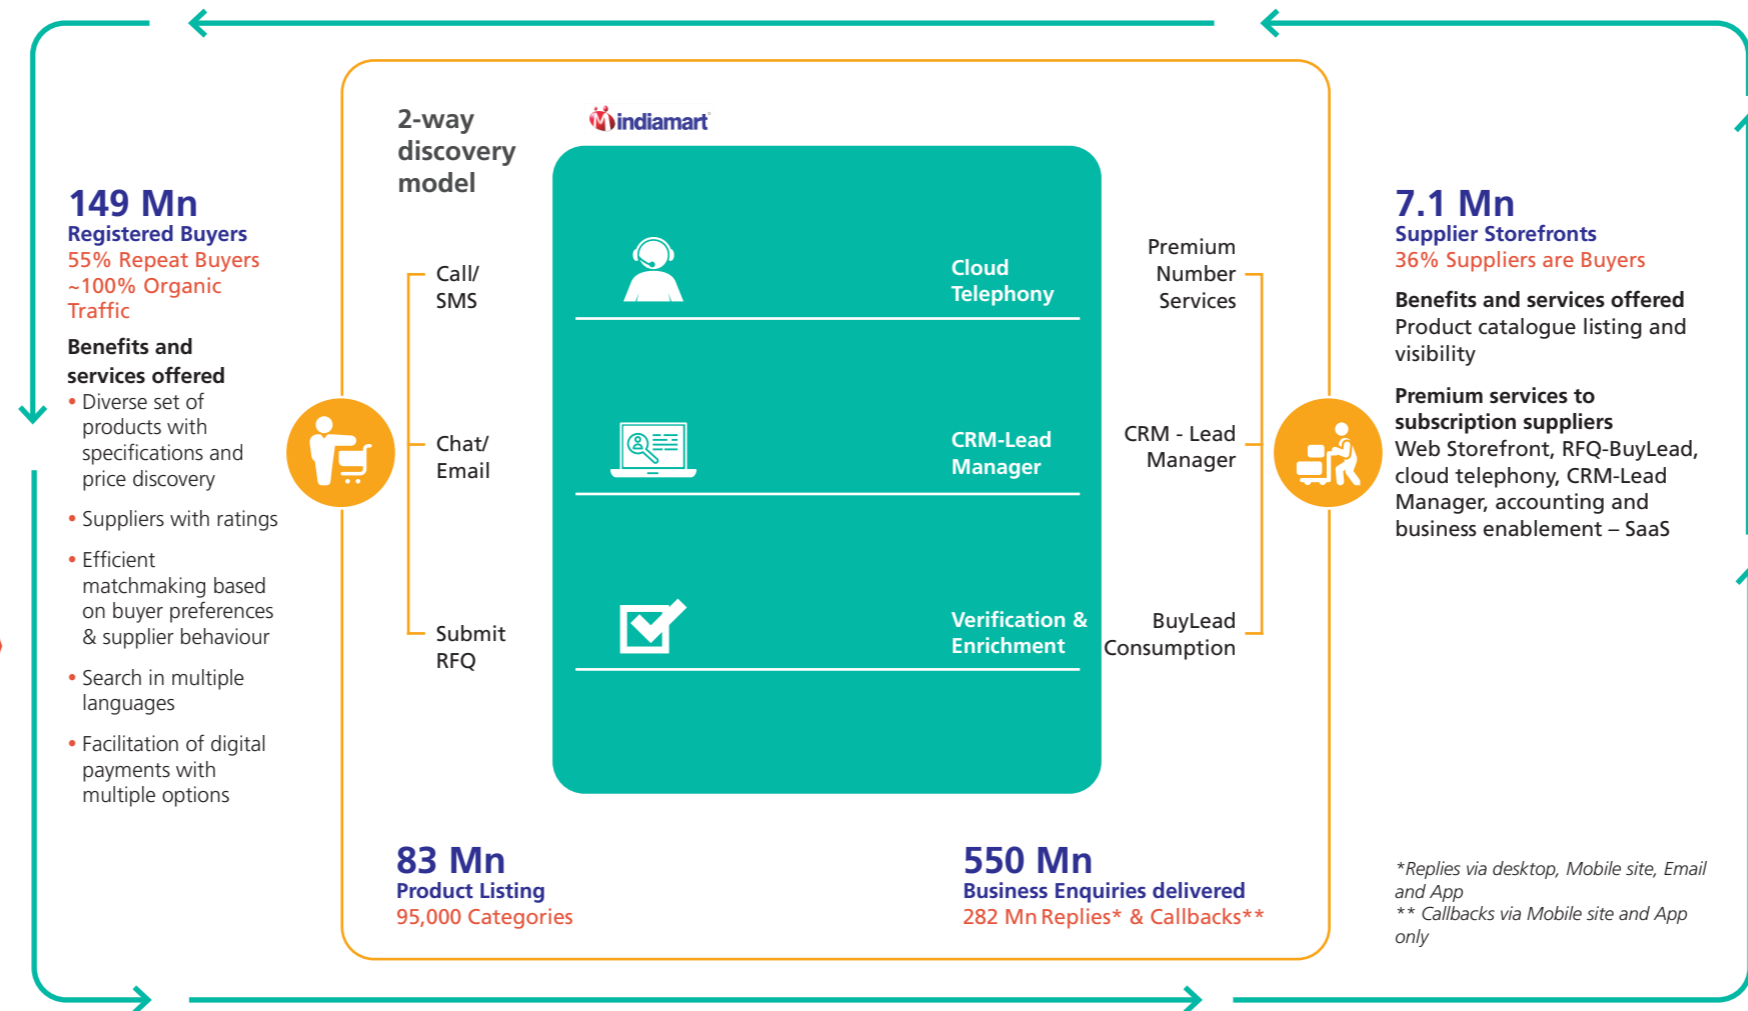 2-way
discovery
model
indiamart
149 Mn
Registered Buyers
55% Repeat Buyers
~100% Organic
Traffic
Benefits and
services offered
• Diverse set of
products with
specifications and
price discovery
• Suppliers with ratings
• Efficient
matchmaking based
on buyer preferences
& supplier behaviour
• Search in multiple
languages
• Facilitation of digital
payments with
multiple options
Call/
SMS
Chat/
Email
Submit
RFQ
Cloud
Telephony
CRM-Lead
Manager
Verification &
Enrichment
Premium
Number
Services
CRM - Lead
Manager
BuyLead
Consumption
7.1 Mn
Supplier Storefronts
36% Suppliers are Buyers
Benefits and services offered
Product catalogue listing and
visibility
Premium services to
subscription suppliers
Web Storefront, RFQ-BuyLead,
cloud telephony, CRM-Lead
Manager, accounting and
business enablement – SaaS
83 Mn
Product Listing
95,000 Categories
550 Mn
Business Enquiries delivered
282 Mn Replies* & Callbacks**
*Replies via desktop, Mobile site, Email
and App
** Callbacks via Mobile site and App
only